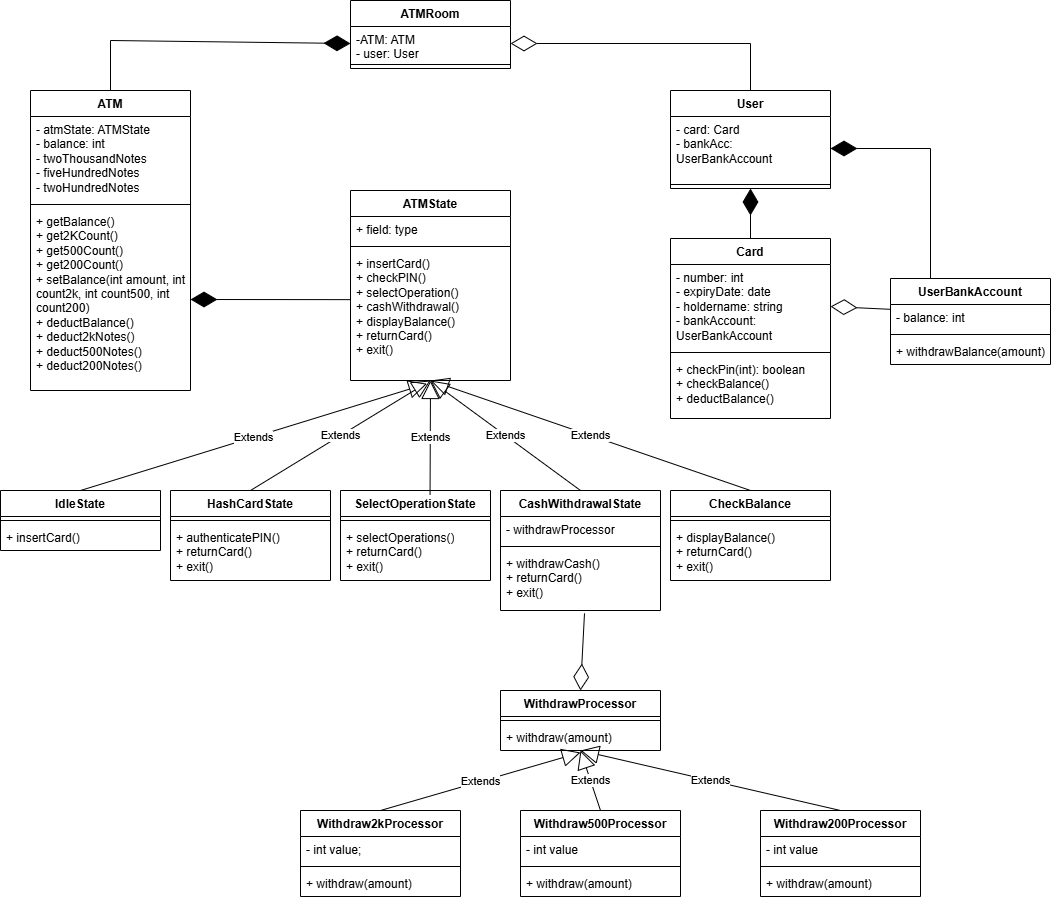 ATMRoom
-ATM: ATM
- user: User
ATM
- atmState: ATMState
- balance: int
- twoThousandNotes
- fiveHundredNotes
- twoHundredNotes
+ getBalance()
+ get2KCount()
+ get500Count()
+ get200Count()
+ setBalance(int amount, int
count2k, int count500, int
count200)
+ deductBalance()
+ deduct2kNotes()
+ deduct500Notes()
+ deduct200Notes()
User
- card: Card
- bankAcc:
UserBankAccount
ATMState
+ field: type
+ insertCard()
+ checkPIN()
+ selectOperation()
+ cashWithdrawal()
+ displayBalance()
+ returnCard()
+ exit()
Card
- number: int
- expiryDate: date
- holdername: string
- bankAccount:
UserBankAccount
+ checkPin(int): boolean
+ checkBalance()
+ deductBalance()
UserBankAccount
- balance: int
+ withdrawBalance(amount)
Extends
Extends
Extends
Extends
Extends
IdleState
+ insertCard()
HashCardState
+ authenticatePIN()
+ returnCard()
+ exit()
SelectOperationState
+ selectOperations()
+ returnCard()
+ exit()
CashWithdrawalState
- withdrawProcessor
+ withdrawCash()
+ returnCard()
+ exit()
CheckBalance
+ displayBalance()
+ returnCard()
+ exit()
WithdrawProcessor
+ withdraw(amount)
Extends
Extends
Extends
Withdraw2kProcessor
- int value;
+ withdraw(amount)
Withdraw500Processor
- int value
+ withdraw(amount)
Withdraw200Processor
- int value
+ withdraw(amount)